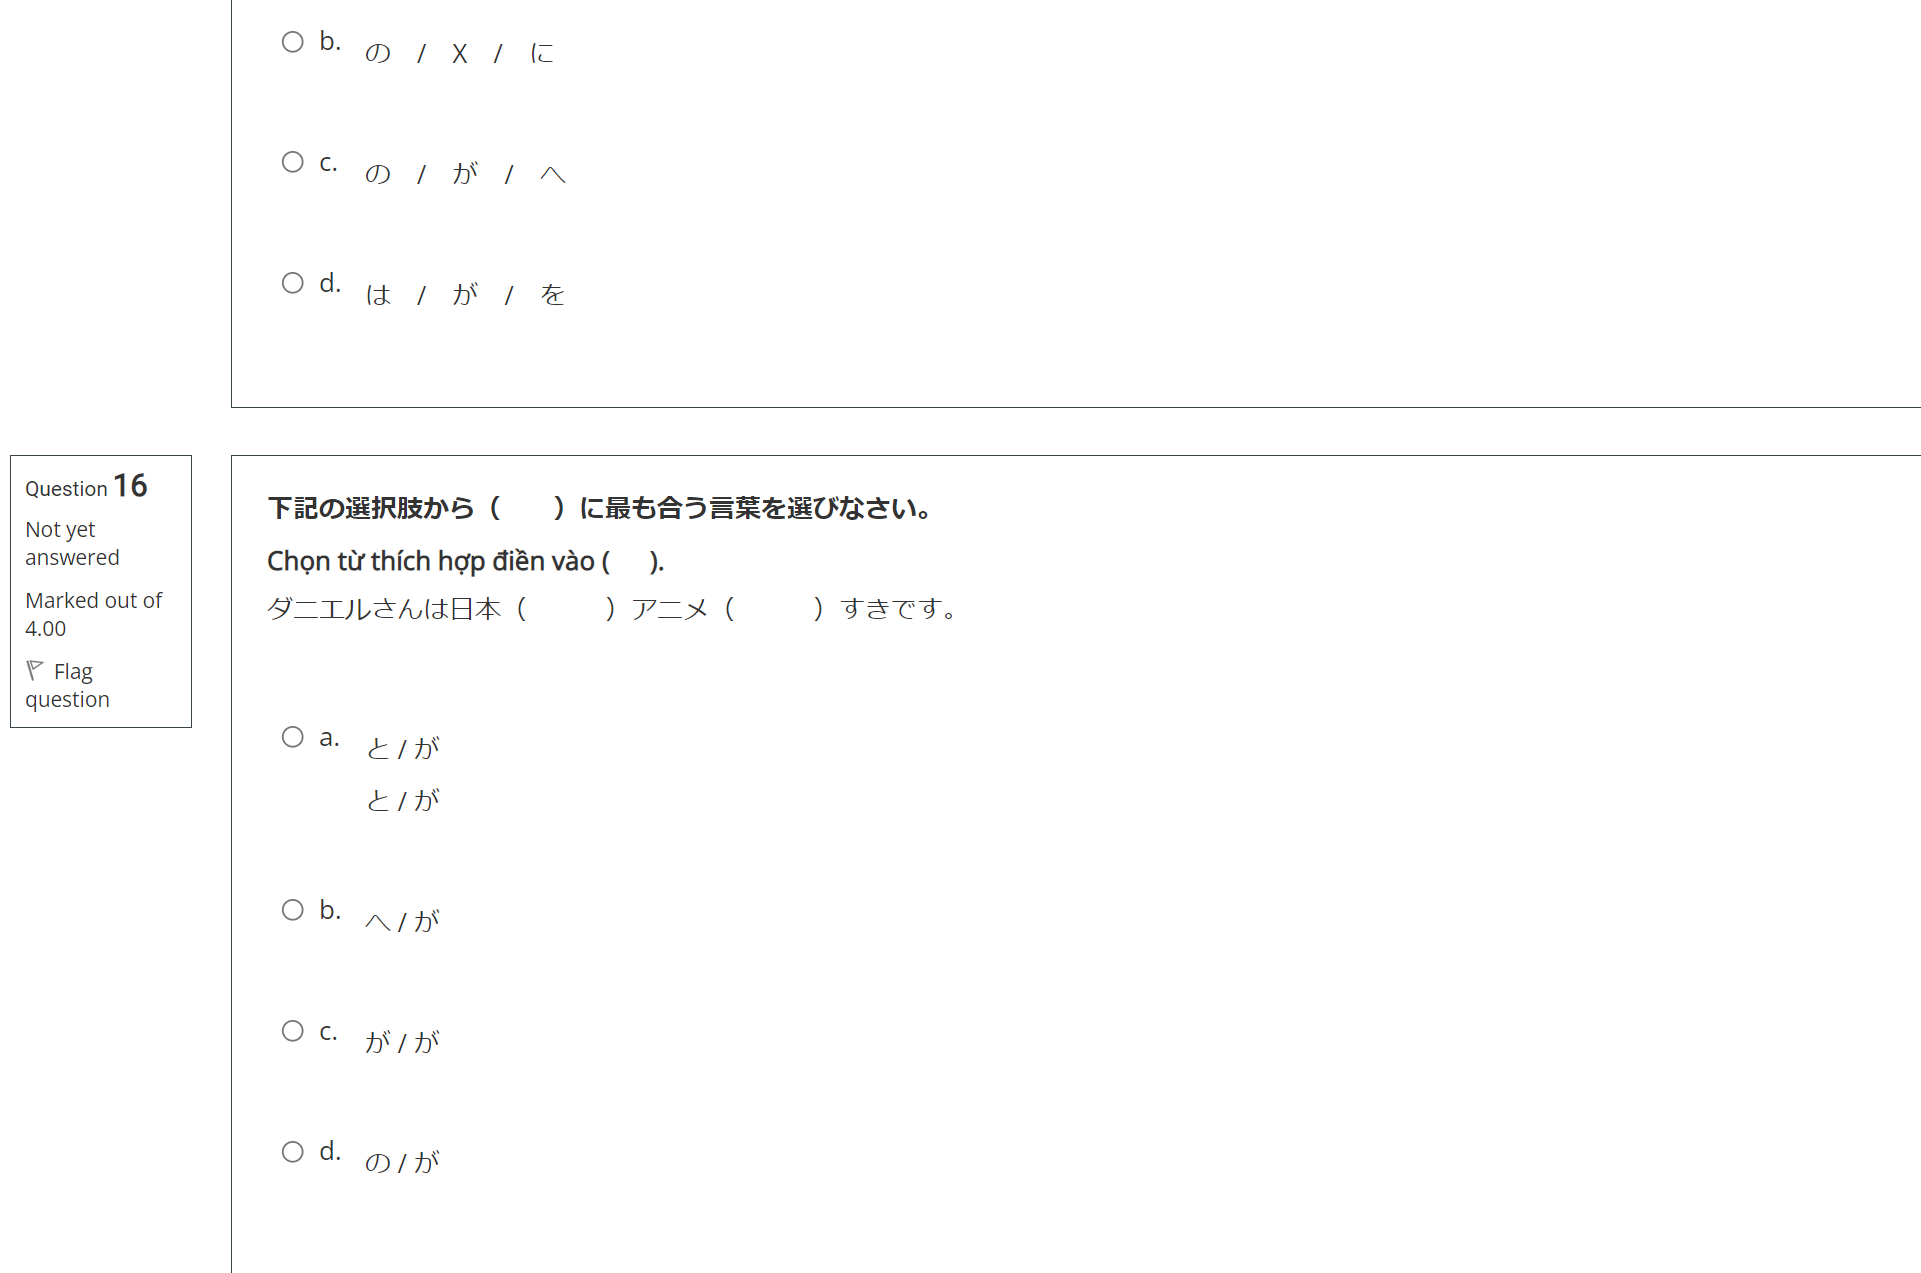 b. の / X / に
c. の / が / へ
d. は / が / を
Question 16
Not yet
answered
Marked out of
4.00
Flag
question
下記の選択肢から（　　）に最も合う言葉を選びなさい。
Chọn từ thích hợp điền vào (     ).
ダニエルさんは日本（　　　）アニメ（　　　）すきです。
a. と / が
と / が
b. へ / が
c. が / が
d. の / が